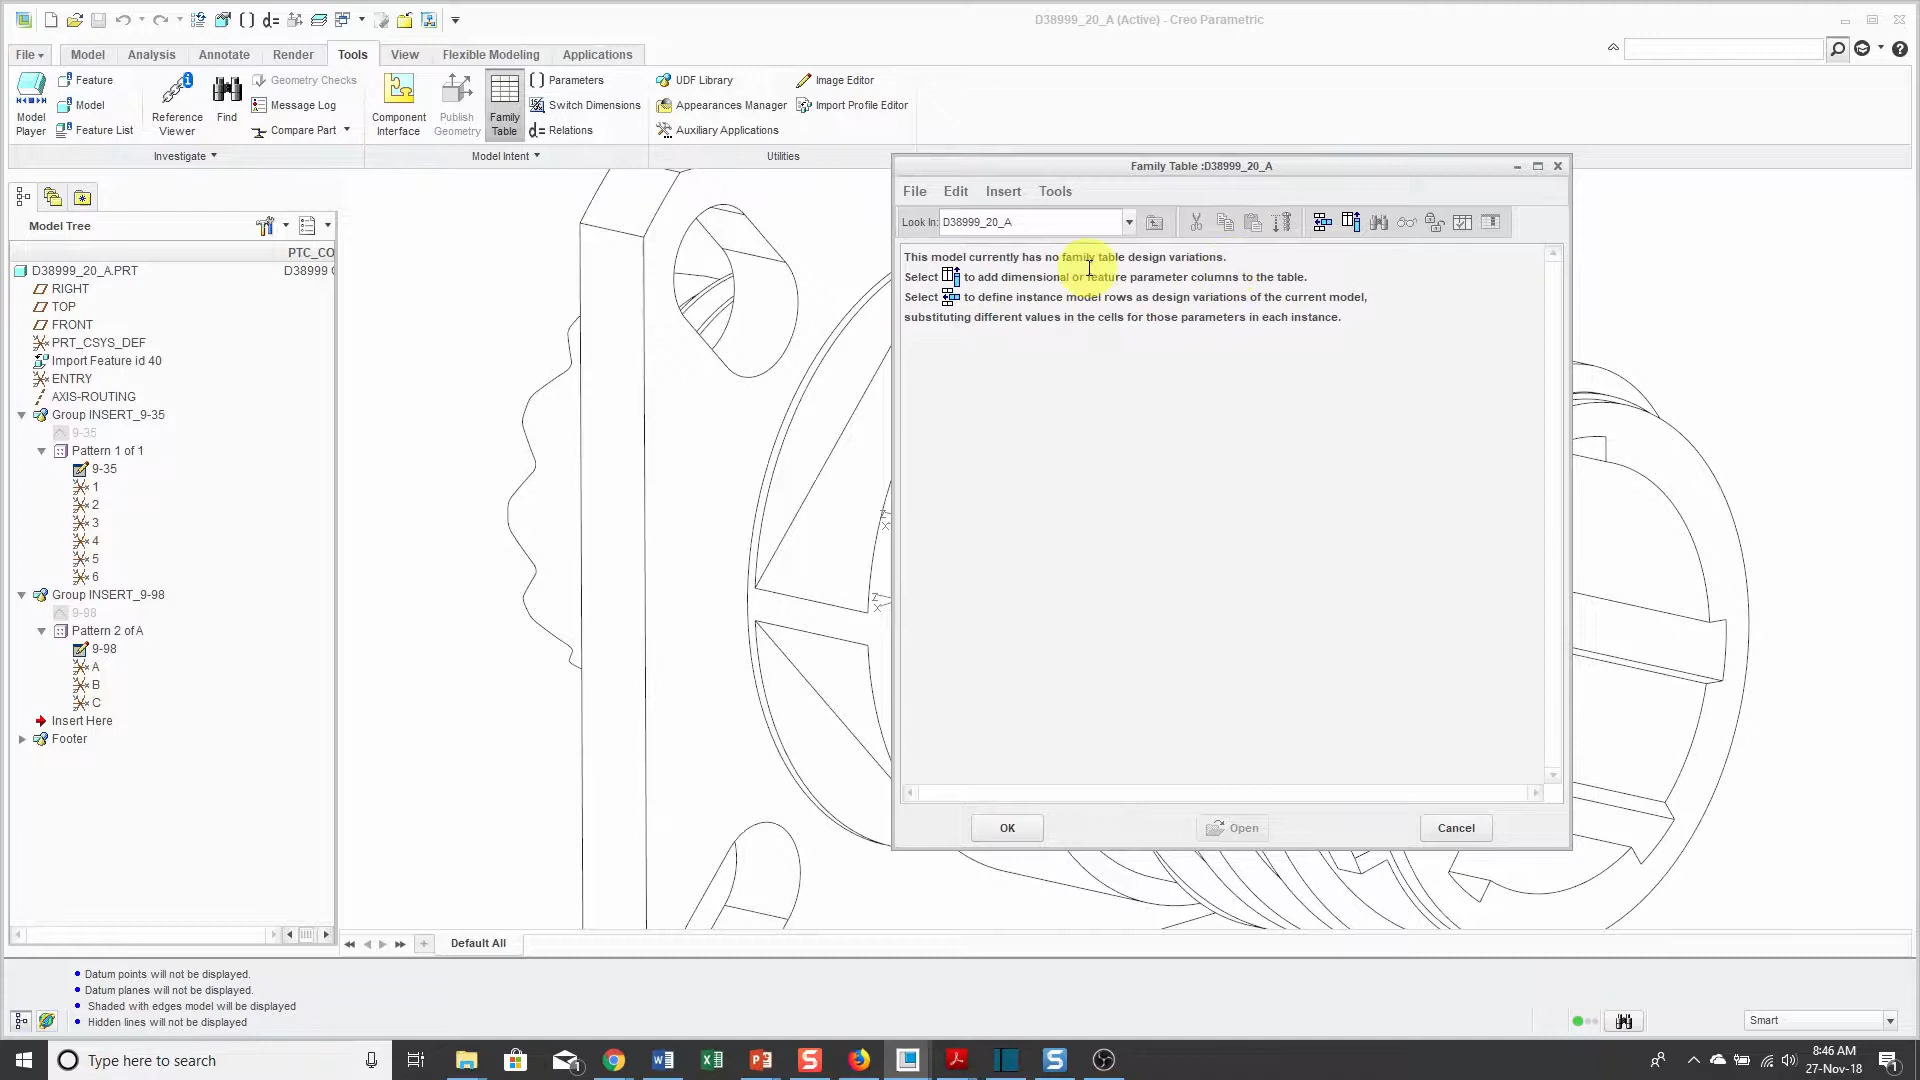 D38999_20_A (Active) - Creo Parametric
File Model Analysis Annotate Render Tools View Flexible Modeling Applications
Model Player
Feature
Model
Feature List
Reference Viewer
Find
Geometry Checks
Message Log
Compare Part
Component Interface
Publish Geometry
Family Table
Parameters
Switch Dimensions
d= Relations
UDF Library
Appearances Manager
Auxiliary Applications
Image Editor
Import Profile Editor
Investigate
Model Intent
Utilities
Model Tree
PTC_CO
D38999_20_A.PRT D38999 C
RIGHT
TOP
FRONT
PRT_CSYS_DEF
Import Feature id 40
ENTRY
AXIS-ROUTING
Group INSERT_9-35
9-35
Pattern 1 of 1
9-35
1
2
3
4
5
6
Group INSERT_9-98
9-98
Pattern 2 of A
9-98
A
B
C
Insert Here
Footer
Family Table :D38999_20_A
File Edit Insert Tools
Look In: D38999_20_A
This model currently has no family table design variations.
Select to add dimensional or feature parameter columns to the table.
Select to define instance model rows as design variations of the current model,
substituting different values in the cells for those parameters in each instance.
OK Open Cancel
Z
X
Z
X
Default All
Datum points will not be displayed.
Datum planes will not be displayed.
Shaded with edges model will be displayed
Hidden lines will not be displayed
Smart
Type here to search
8:46 AM
27-Nov-18